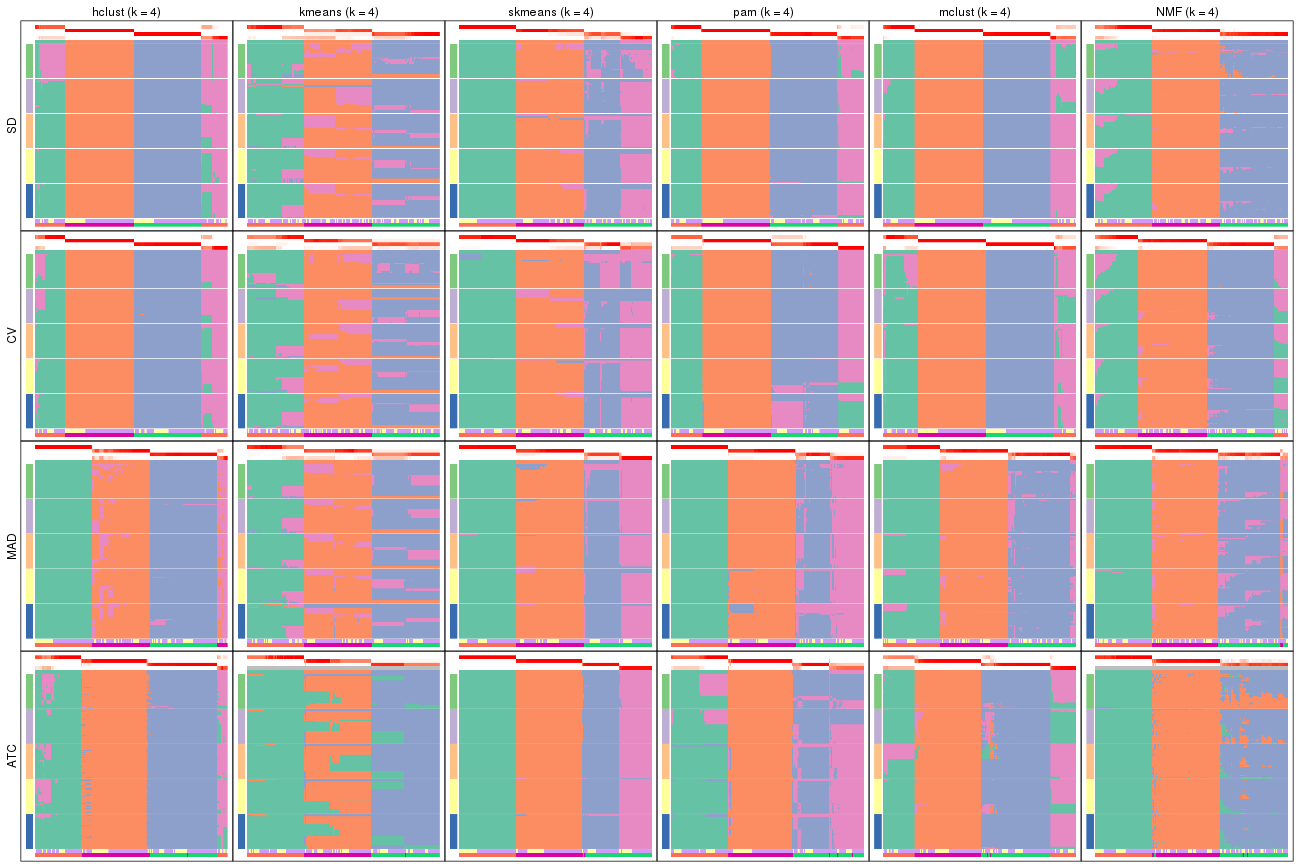 hclust (k = 4)
kmeans (k = 4)
skmeans (k = 4)
pam (k = 4)
mclust (k = 4)
NMF (k = 4)
SD
CV
MAD
ATC